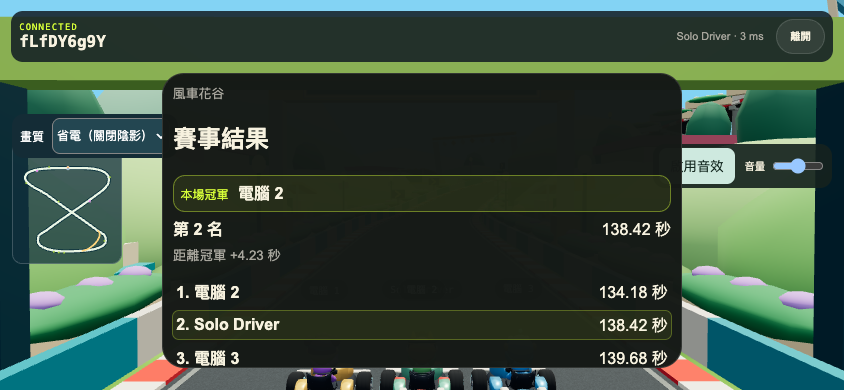 CONNECTED
fLfDY6g9Y
Solo Driver · 3 ms
離開
風車花谷
畫質
省電（關閉陰影）
賽事結果
用音效
音量
本場冠軍 電腦 2
第 2 名 138.42 秒
距離冠軍 +4.23 秒
1. 電腦 2 134.18 秒
2. Solo Driver 138.42 秒
3. 電腦 3 139.68 秒